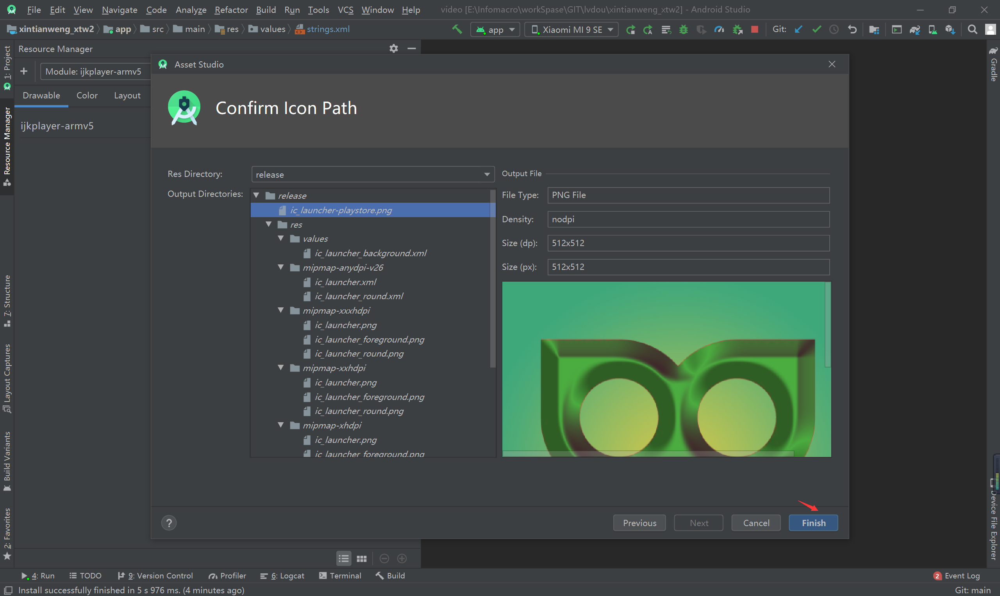 File Edit View Navigate Code Analyze Refactor Build Run Tools VCS Window Help video [E:\Infomacro\workSpase\GIT\lvdou\xintianweng_xtw2] - Android Studio
xintianweng_xtw2 app src main res values strings.xml app Xiaomi MI 9 SE Git:
Resource Manager
Module: ijkplayer-armv5
Drawable Color Layout
ijkplayer-armv5
1: Project
Resource Manager
7: Structure
Layout Captures
Build Variants
2: Favorites
Asset Studio
Confirm Icon Path
Res Directory: release
Output Directories:
release
ic_launcher-playstore.png
res
values
ic_launcher_background.xml
mipmap-anydpi-v26
ic_launcher.xml
ic_launcher_round.xml
mipmap-xxxhdpi
ic_launcher.png
ic_launcher_foreground.png
ic_launcher_round.png
mipmap-xxhdpi
ic_launcher.png
ic_launcher_foreground.png
ic_launcher_round.png
mipmap-xhdpi
ic_launcher.png
ic_launcher_foreground.png
Output File
File Type: PNG File
Density: nodpi
Size (dp): 512x512
Size (px): 512x512
? Previous Next Cancel Finish
Gradle
Device File Explorer
4: Run TODO 9: Version Control Profiler 6: Logcat Terminal Build 2 Event Log
Install successfully finished in 5 s 976 ms. (4 minutes ago) Git: main